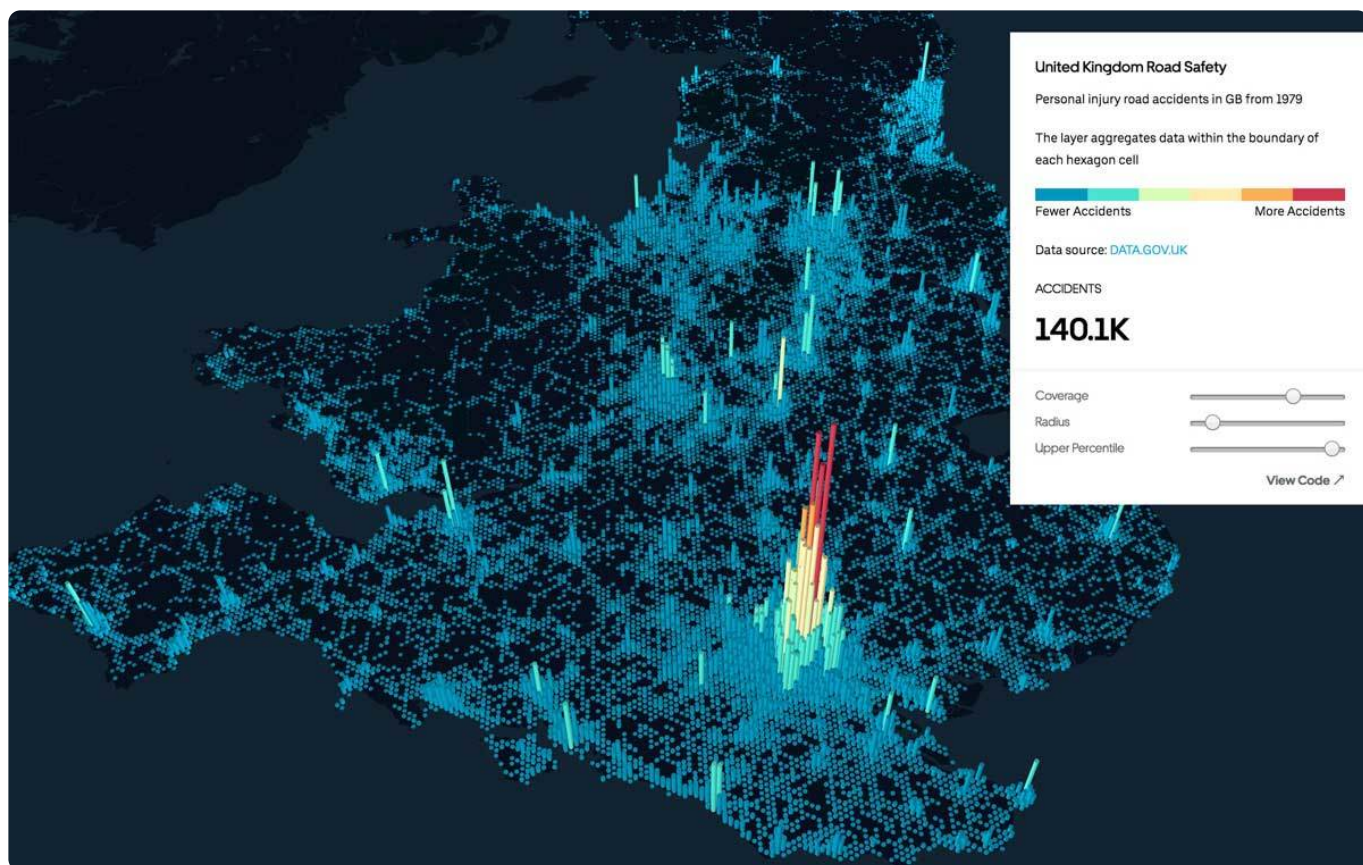 United Kingdom Road Safety
Personal injury road accidents in GB from 1979
The layer aggregates data within the boundary of
each hexagon cell
Fewer Accidents More Accidents
Data source: DATA.GOV.UK
ACCIDENTS
140.1K
Coverage
Radius
Upper Percentile
View Code ↗